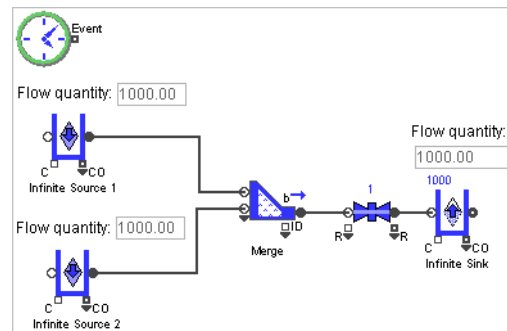 Event
Flow quantity: 1000.00
C CO
Infinite Source 1
Flow quantity:
1000.00
1000
1
b
ID
R R
C CO
Merge
Infinite Sink
Flow quantity: 1000.00
C CO
Infinite Source 2